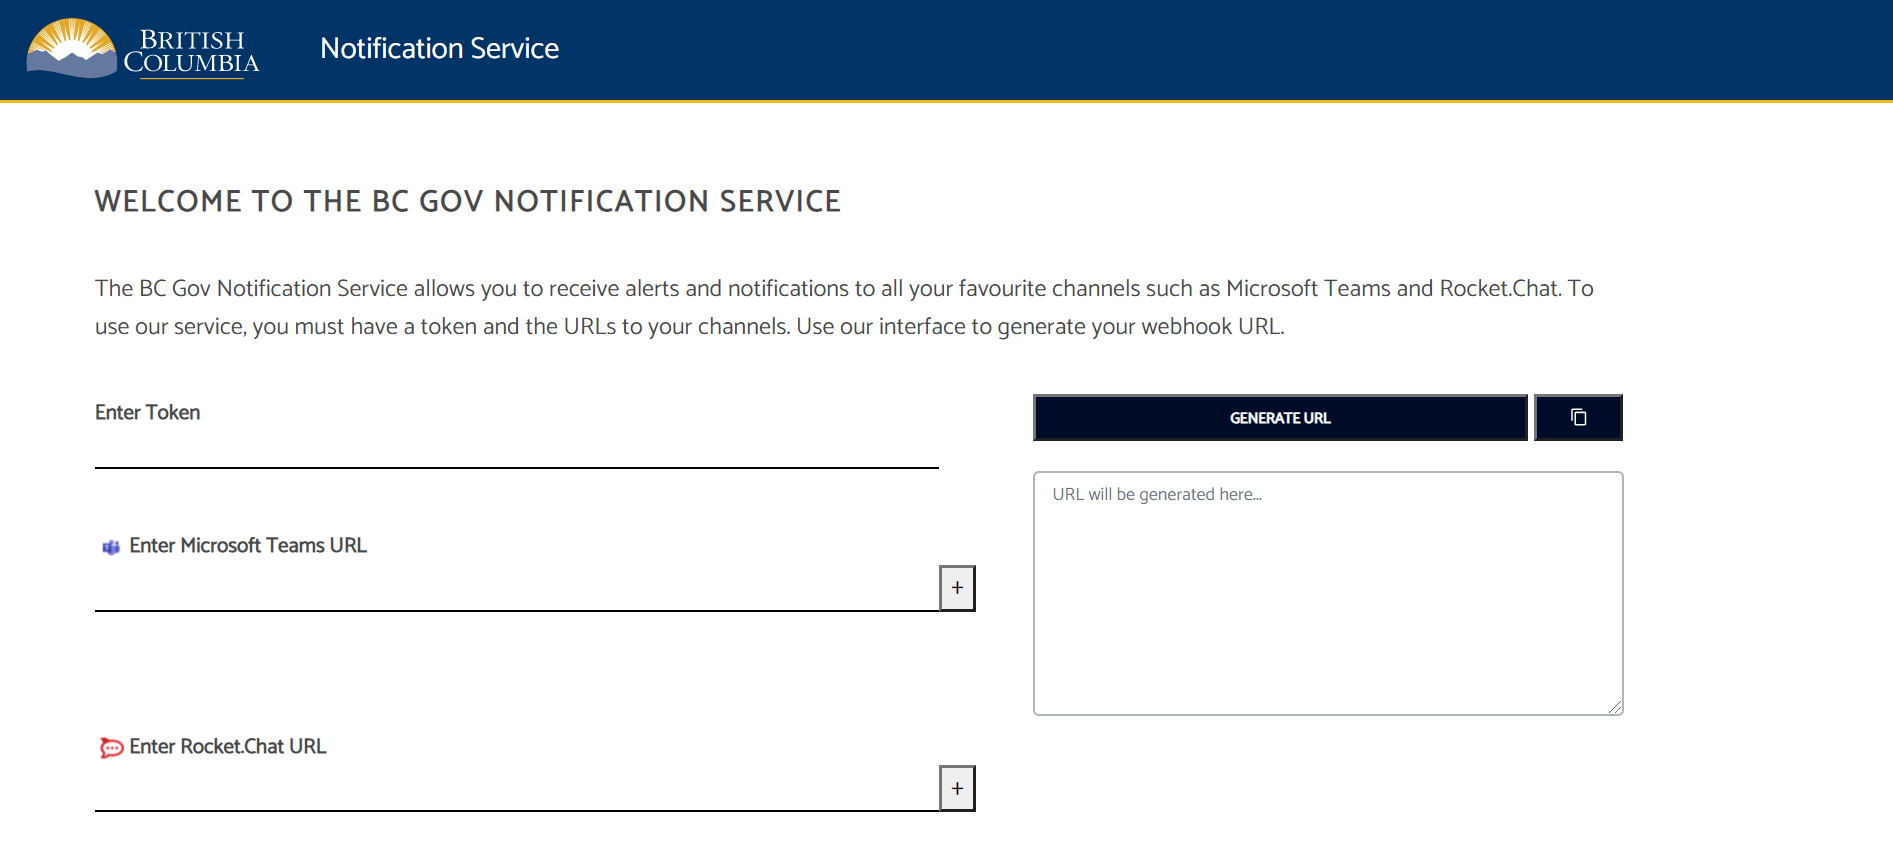 BRITISH
COLUMBIA
Notification Service
WELCOME TO THE BC GOV NOTIFICATION SERVICE
The BC Gov Notification Service allows you to receive alerts and notifications to all your favourite channels such as Microsoft Teams and Rocket.Chat. To
use our service, you must have a token and the URLs to your channels. Use our interface to generate your webhook URL.
Enter Token
GENERATE URL
URL will be generated here...
Enter Microsoft Teams URL
+
Enter Rocket.Chat URL
+